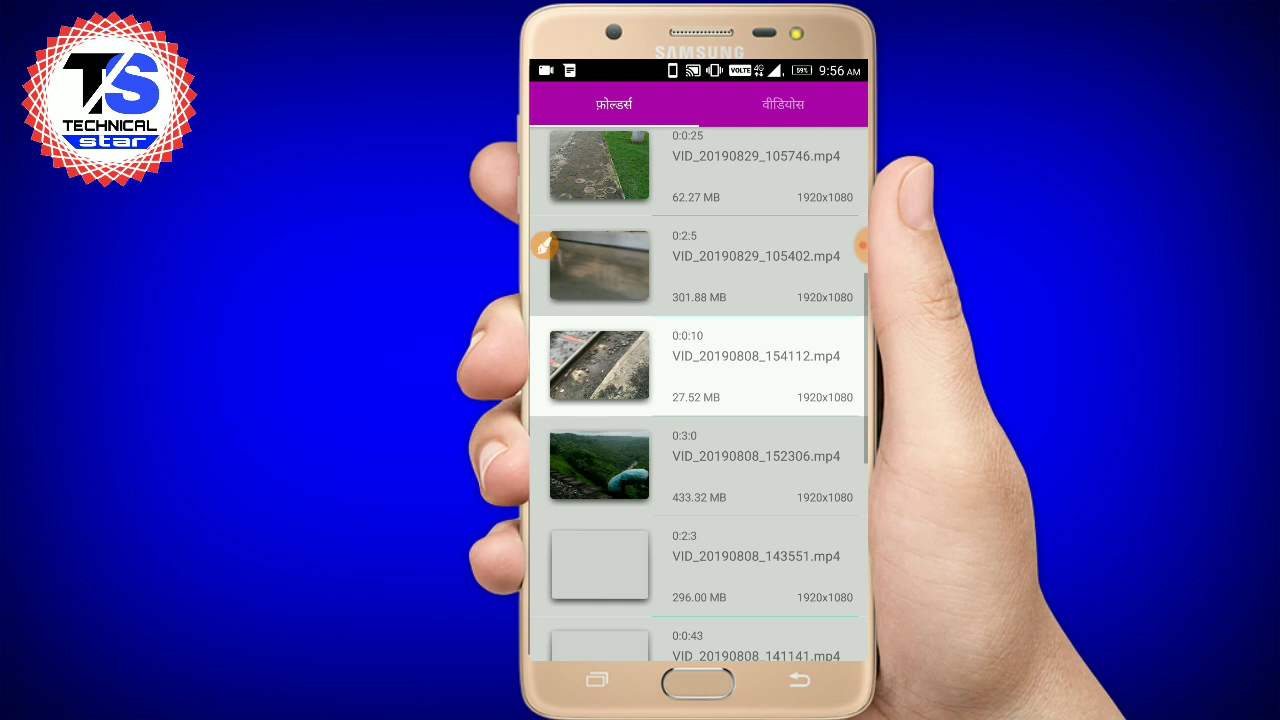 TS
TECHNICAL
star
SAMSUNG
VOLTE 4G 59% 9:56 AM
फ़ोल्डर्स वीडियोस
0:0:25
VID_20190829_105746.mp4
62.27 MB 1920x1080
0:2:5
VID_20190829_105402.mp4
301.88 MB 1920x1080
0:0:10
VID_20190808_154112.mp4
27.52 MB 1920x1080
0:3:0
VID_20190808_152306.mp4
433.32 MB 1920x1080
0:2:3
VID_20190808_143551.mp4
296.00 MB 1920x1080
0:0:43
VID_20190808_141141.mp4